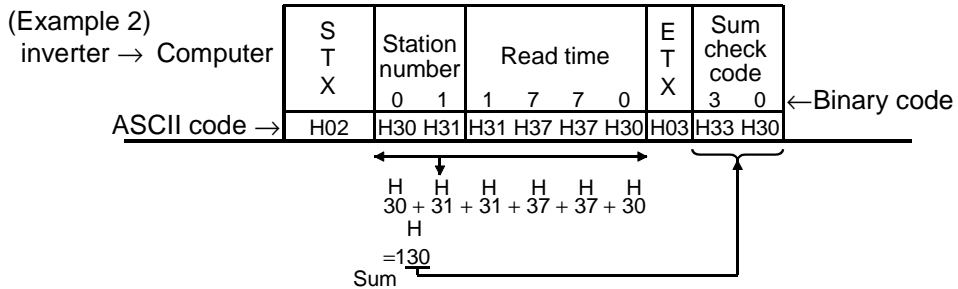 (Example 2)
inverter → Computer
S
T
X
Station
number
0 1
Read time
1 7 7 0
E
T
X
Sum
check
code
3 0
←Binary code
ASCII code →
H02
H30 H31
H31 H37 H37 H30
H03
H33 H30
H H H H H H
30 + 31 + 31 + 37 + 37 + 30
H
=130
Sum